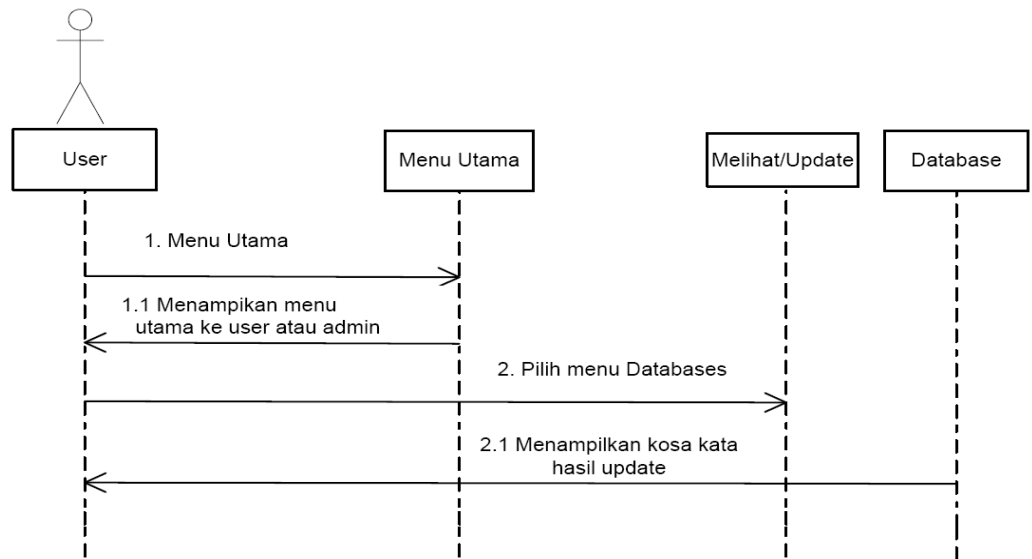 User
Menu Utama
Melihat/Update
Database
1. Menu Utama
1.1 Menampikan menu
utama ke user atau admin
2. Pilih menu Databases
2.1 Menampilkan kosa kata
hasil update